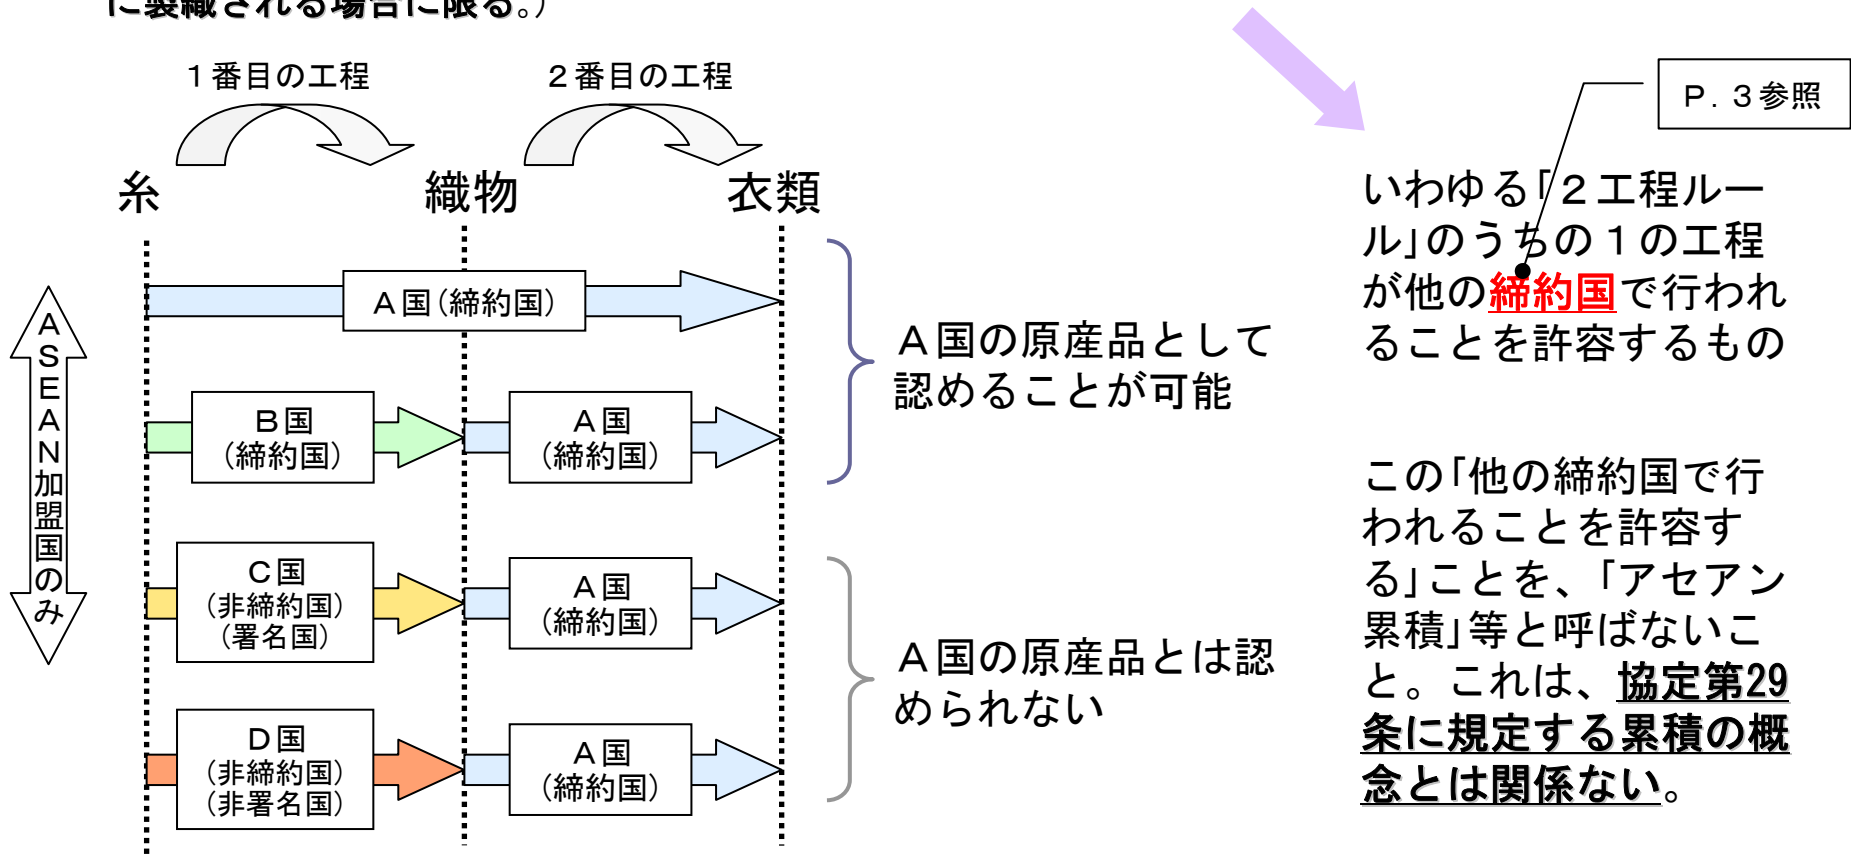 に製織される場合に限る。)
1番目の工程
2番目の工程
P.3参照
糸
織物
衣類
A国(締約国)
B国
(締約国)
A国
(締約国)
C国
(非締約国)
(署名国)
A国
(締約国)
D国
(非締約国)
(非署名国)
A国
(締約国)
ASEAN加盟国のみ
A国の原産品として
認めることが可能
A国の原産品とは認
められない
いわゆる「2工程ルー
ル」のうちの1の工程
が他の締約国で行われ
ることを許容するもの
この「他の締約国で行
われることを許容す
る」ことを、「アセアン
累積」等と呼ばないこ
と。これは、協定第29
条に規定する累積の概
念とは関係ない。